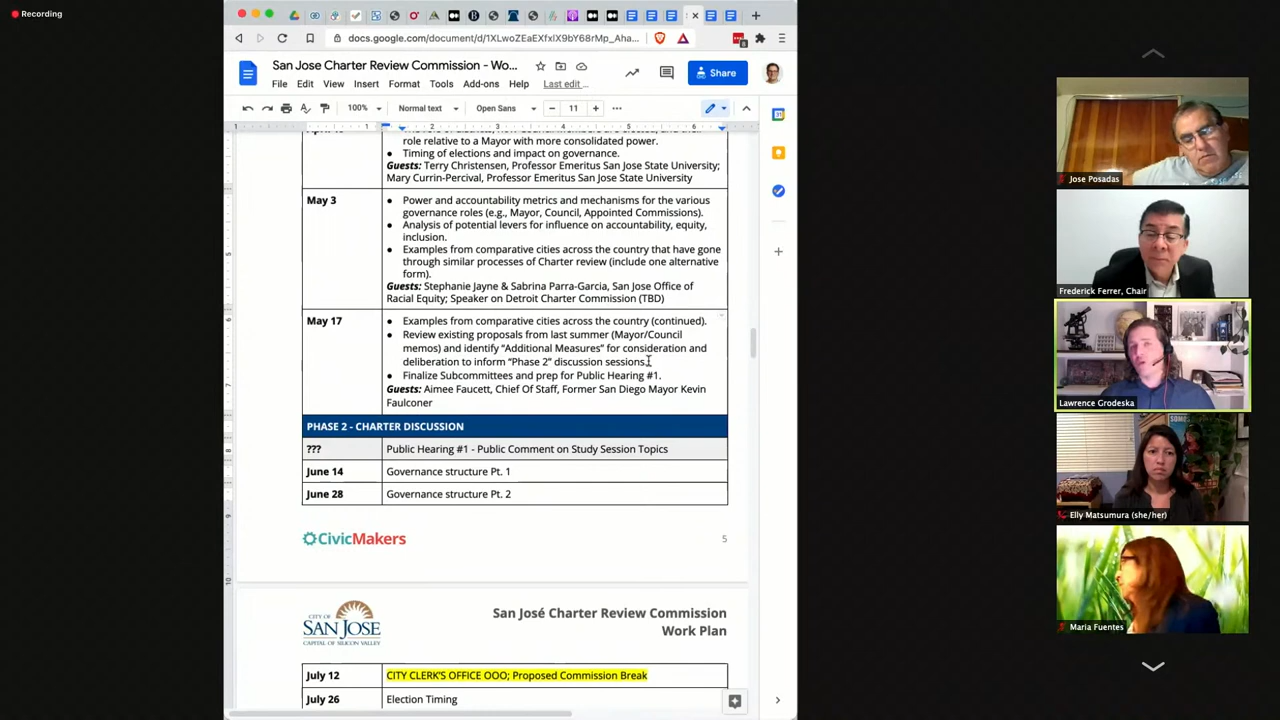 Recording
docs.google.com/document/d/1XLwoZEaEXfxIX9bY68rMp_Aha...
San Jose Charter Review Commission - Wo...
Share
File Edit View Insert Format Tools Add-ons Help Last edit ...
100% Normal text Open Sans 11
role relative to a Mayor with more consolidated power.
● Timing of elections and impact on governance.
Guests: Terry Christensen, Professor Emeritus San Jose State University;
Mary Currin-Percival, Professor Emeritus San Jose State University
May 3
● Power and accountability metrics and mechanisms for the various
governance roles (e.g., Mayor, Council, Appointed Commissions).
● Analysis of potential levers for influence on accountability, equity,
inclusion.
● Examples from comparative cities across the country that have gone
through similar processes of Charter review (include one alternative
form).
Guests: Stephanie Jayne & Sabrina Parra-Garcia, San Jose Office of
Racial Equity; Speaker on Detroit Charter Commission (TBD)
May 17
● Examples from comparative cities across the country (continued).
● Review existing proposals from last summer (Mayor/Council
memos) and identify “Additional Measures” for consideration and
deliberation to inform “Phase 2” discussion sessions.
● Finalize Subcommittees and prep for Public Hearing #1.
Guests: Aimee Faucett, Chief Of Staff, Former San Diego Mayor Kevin
Faulconer
PHASE 2 - CHARTER DISCUSSION
??? Public Hearing #1 - Public Comment on Study Session Topics
June 14 Governance structure Pt. 1
June 28 Governance structure Pt. 2
CivicMakers 5
CITY OF
SAN JOSE
CAPITAL OF SILICON VALLEY
San José Charter Review Commission
Work Plan
July 12 CITY CLERK'S OFFICE OOO; Proposed Commission Break
July 26 Election Timing
Jose Posadas
Frederick Ferrer, Chair
Lawrence Grodeska
Elly Matsumura (she/her)
Maria Fuentes